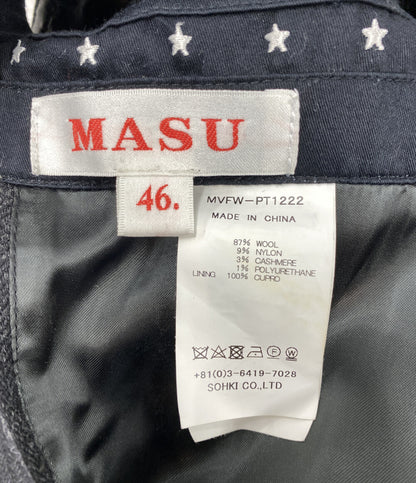 MASU
46.
MVFW-PT1222
MADE IN CHINA
87% WOOL
9% NYLON
3% CASHMERE
1% POLYURETHANE
LINING 100% CUPRO
+81(0)3-6419-7028
SOHKI CO.,LTD